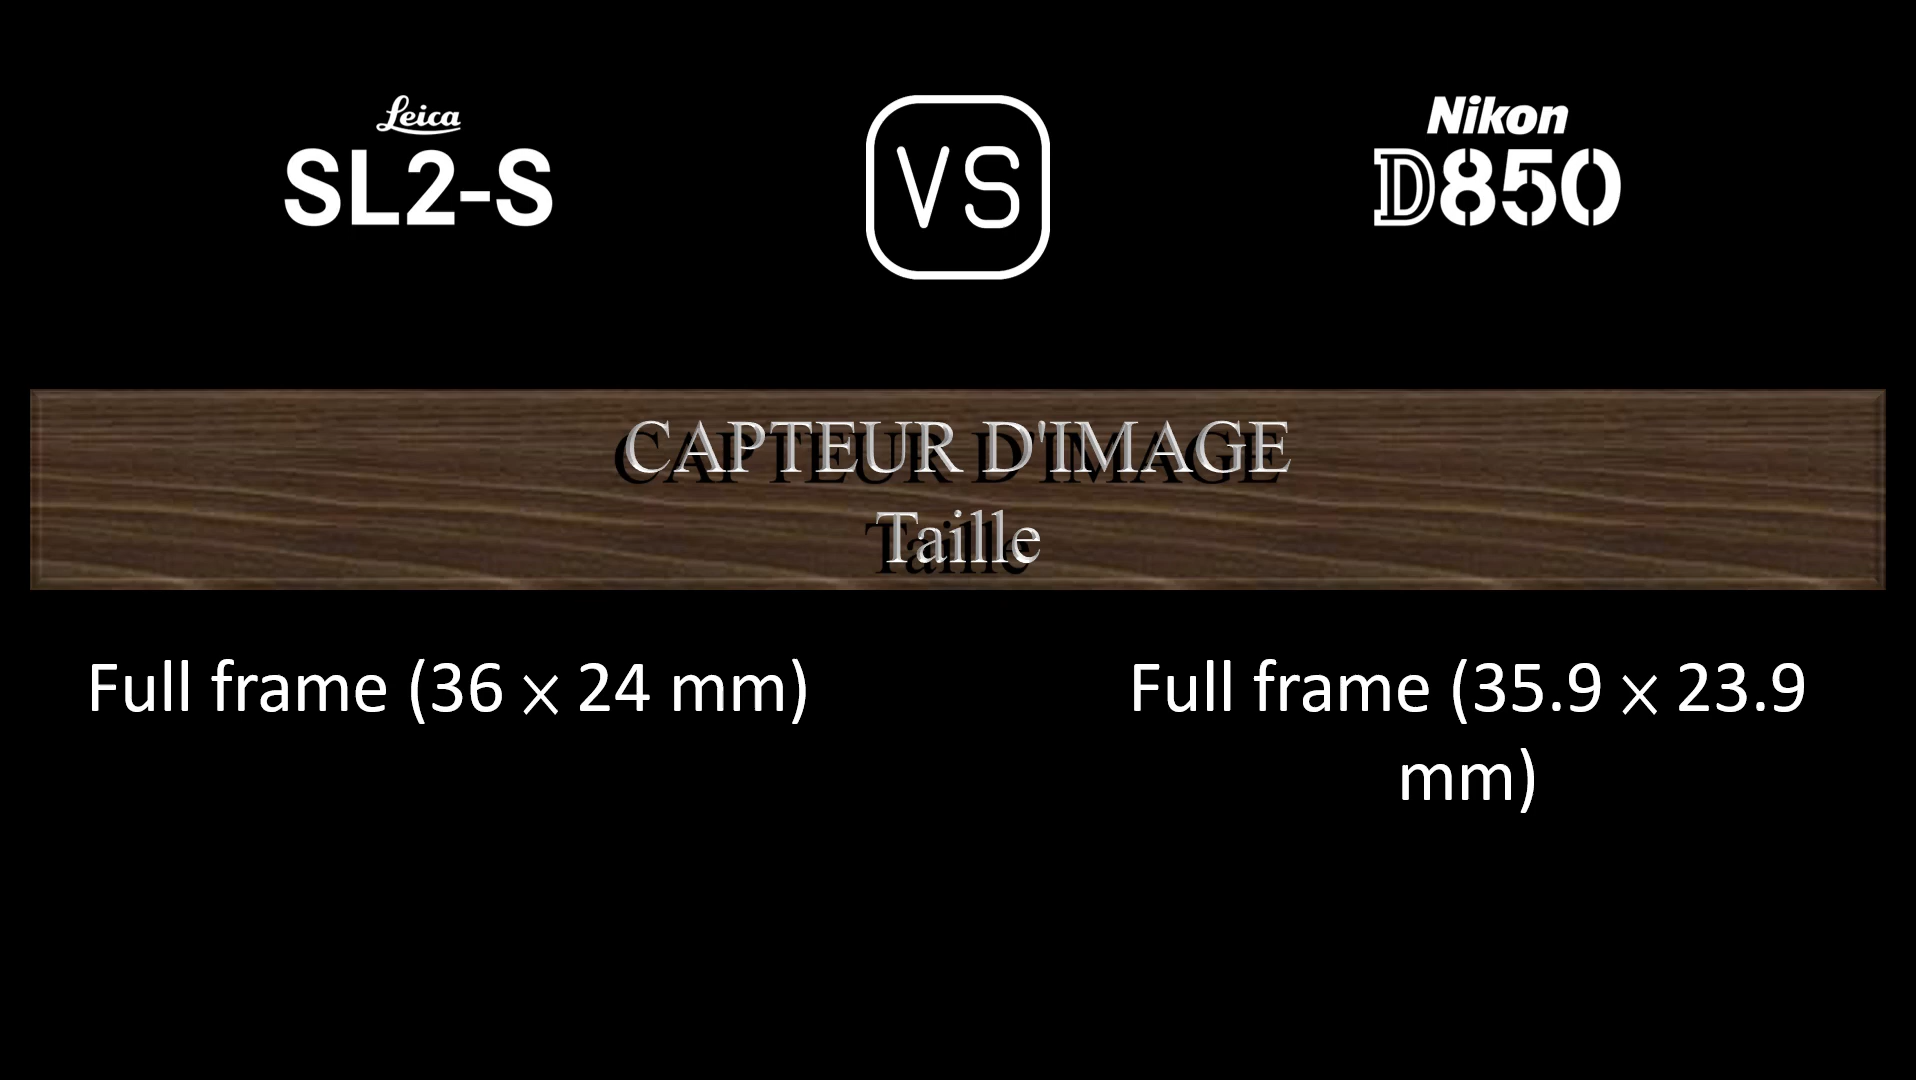 Leica
SL2-S
VS
Nikon
D850
CAPTEUR D'IMAGE
Taille
Full frame (36 x 24 mm)
Full frame (35.9 x 23.9
mm)